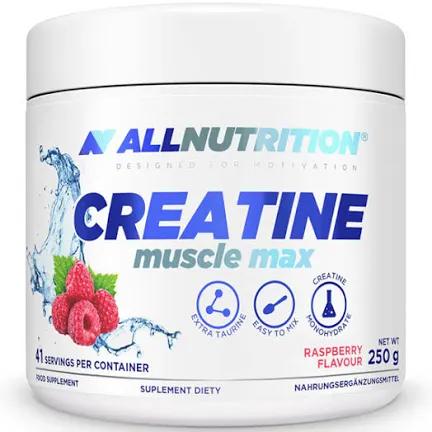 ALLNUTRITION®
DESIGNED FOR MOTIVATION
CREATINE
muscle max
EXTRA TAURINE
EASY TO MIX
CREATINE MONOHYDRATE
41 SERVINGS PER CONTAINER
RASPBERRY
FLAVOUR
NET WT
250 g
FOOD SUPPLEMENT
SUPLEMENT DIETY
NAHRUNGSERGÄNZUNGSMITTEL